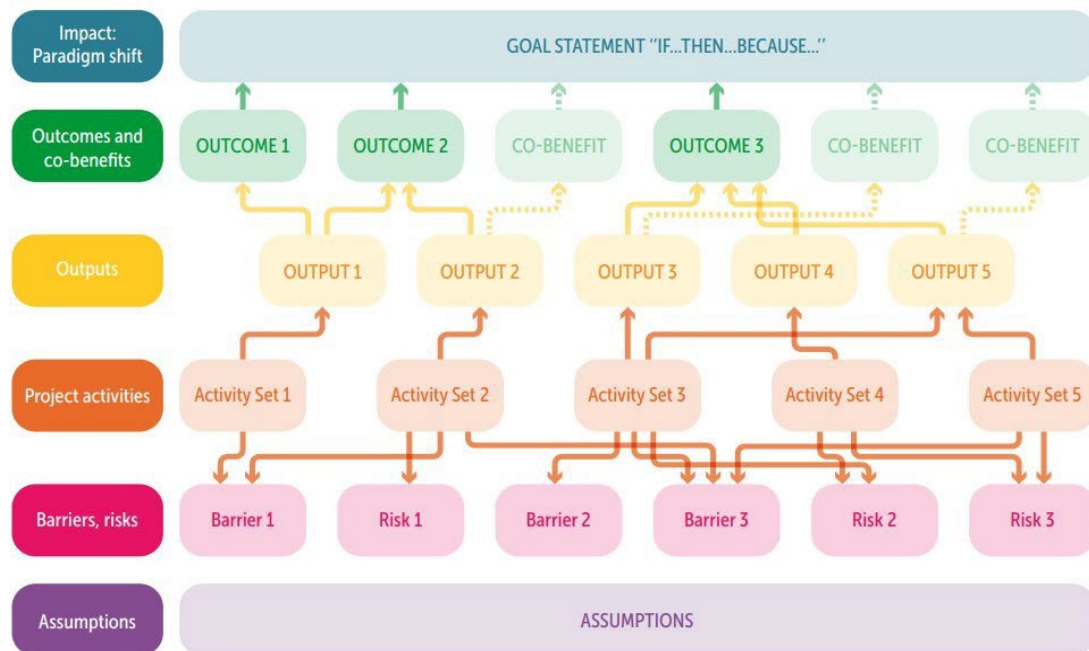 Impact:
Paradigm shift
GOAL STATEMENT "IF...THEN...BECAUSE..."
Outcomes and
co-benefits
OUTCOME 1
OUTCOME 2
CO-BENEFIT
OUTCOME 3
CO-BENEFIT
CO-BENEFIT
Outputs
OUTPUT 1
OUTPUT 2
OUTPUT 3
OUTPUT 4
OUTPUT 5
Project activities
Activity Set 1
Activity Set 2
Activity Set 3
Activity Set 4
Activity Set 5
Barriers, risks
Barrier 1
Risk 1
Barrier 2
Barrier 3
Risk 2
Risk 3
Assumptions
ASSUMPTIONS